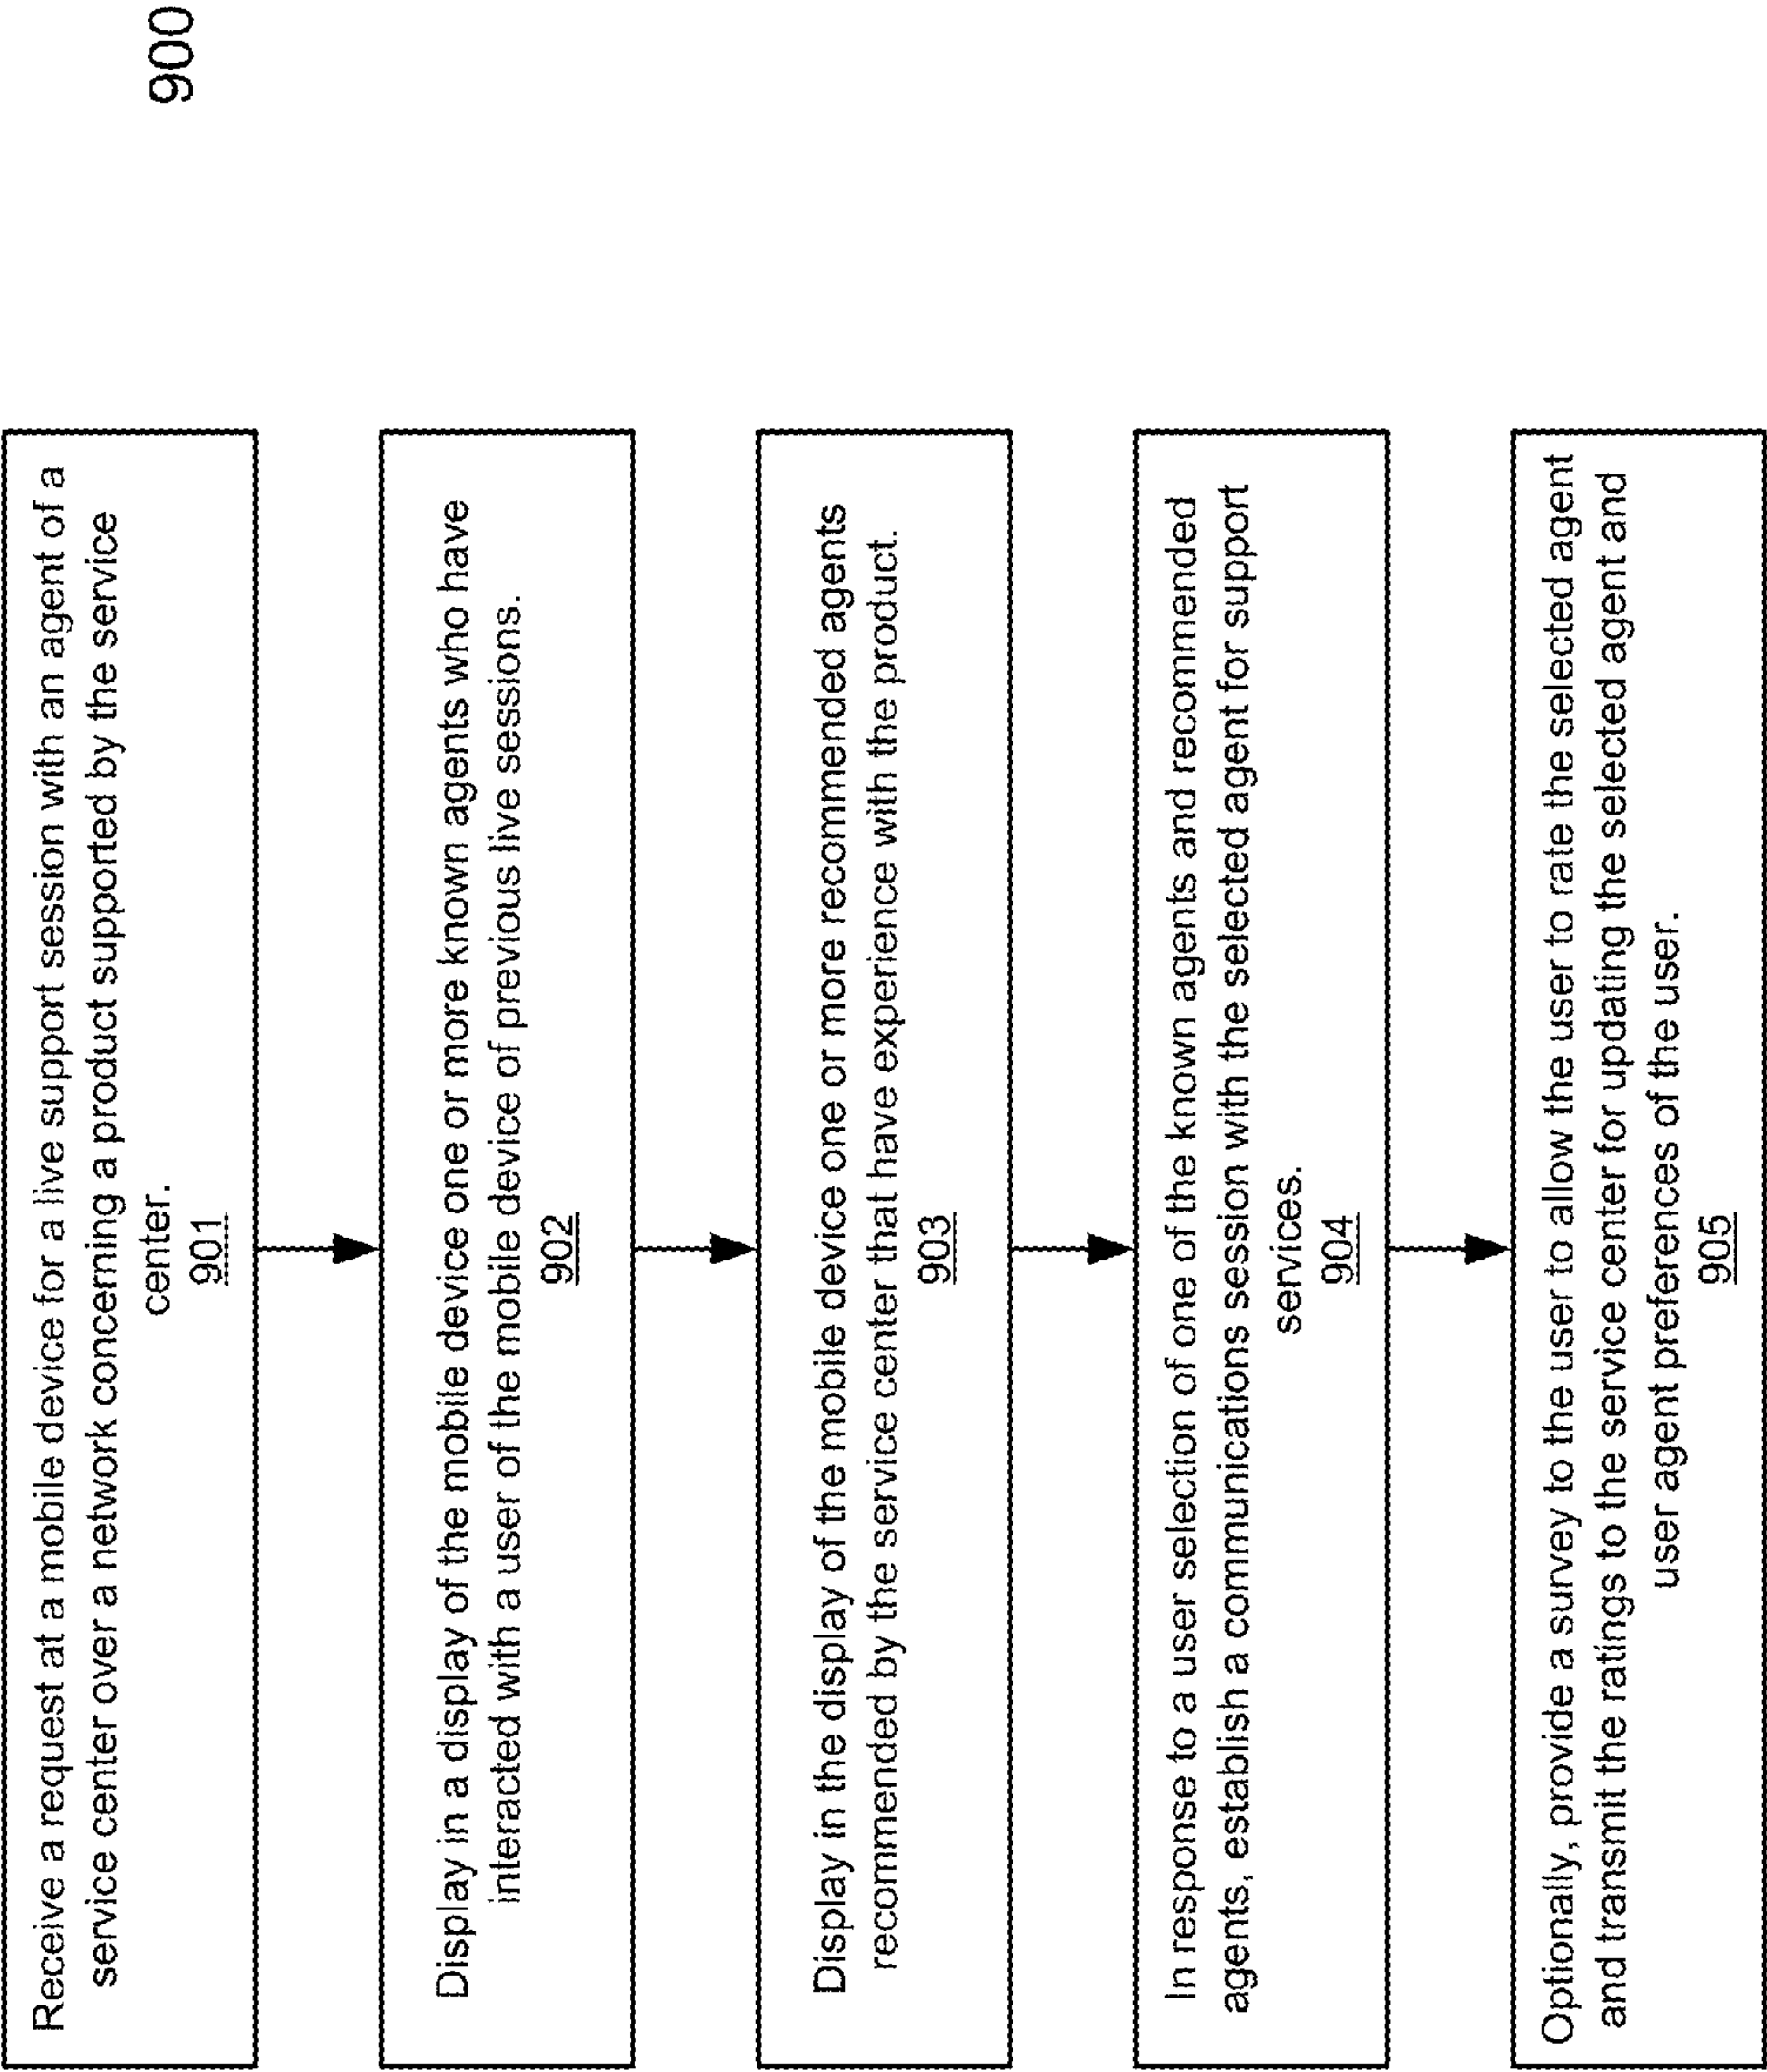 900
Receive a request at a mobile device for a live support session with an agent of a
service center over a network concerning a product supported by the service
center.
901
Display in a display of the mobile device one or more known agents who have
interacted with a user of the mobile device of previous live sessions.
902
Display in the display of the mobile device one or more recommended agents
recommended by the service center that have experience with the product.
903
In response to a user selection of one of the known agents and recommended
agents, establish a communications session with the selected agent for support
services.
904
Optionally, provide a survey to the user to allow the user to rate the selected agent
and transmit the ratings to the service center for updating the selected agent and
user agent preferences of the user.
905